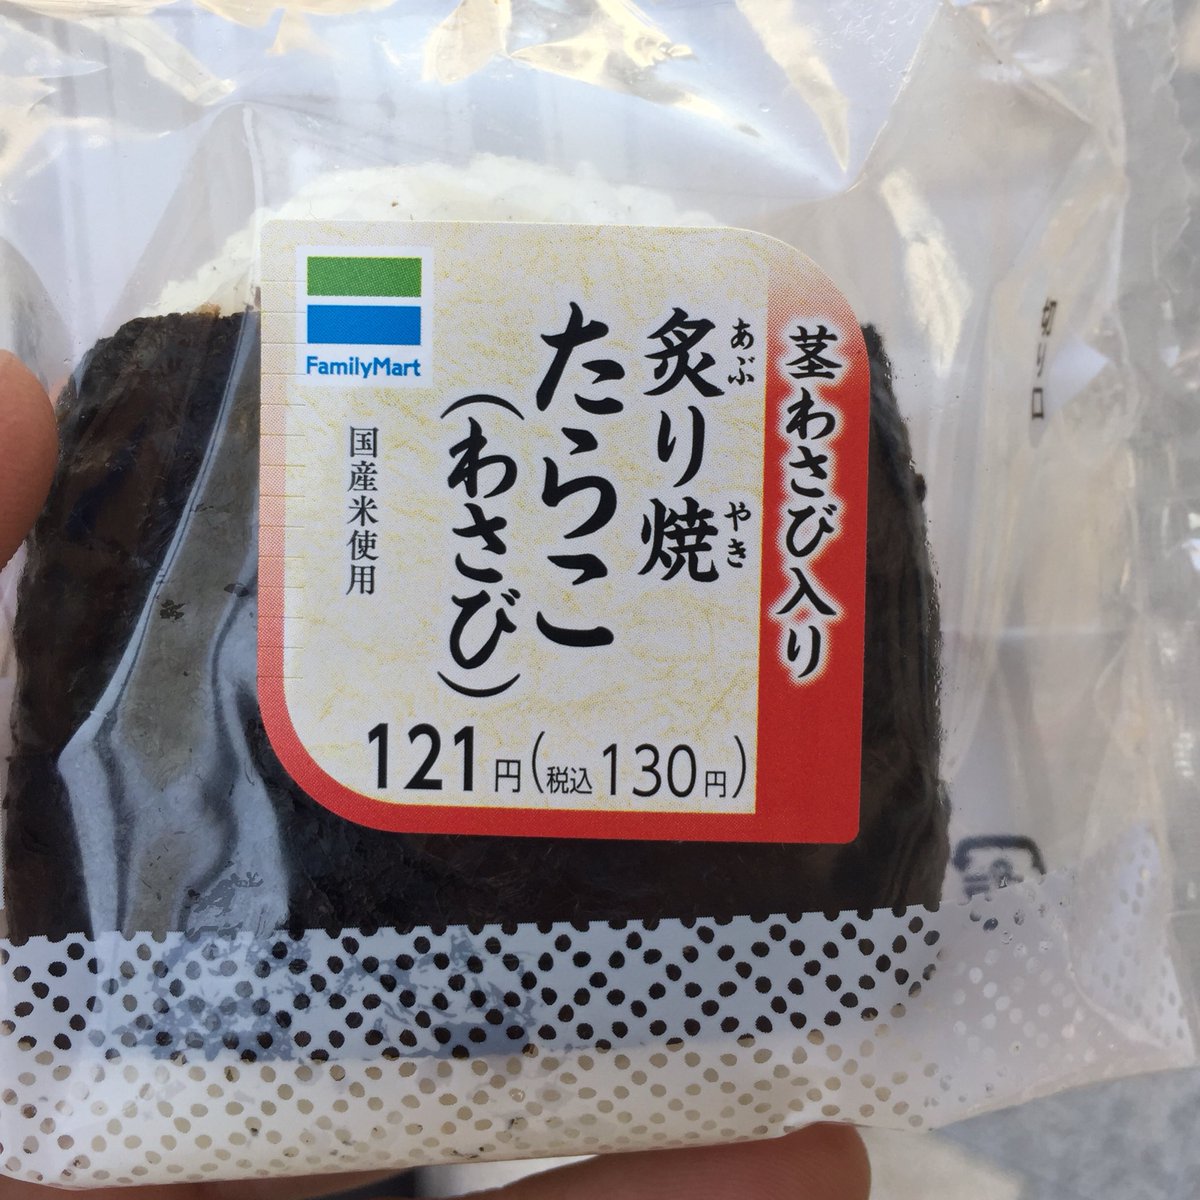 茎わさび入り
炙り焼
あぶ
やき
たらこ
(わさび)
国産米使用
FamilyMart
121円(税込130円)
切り口